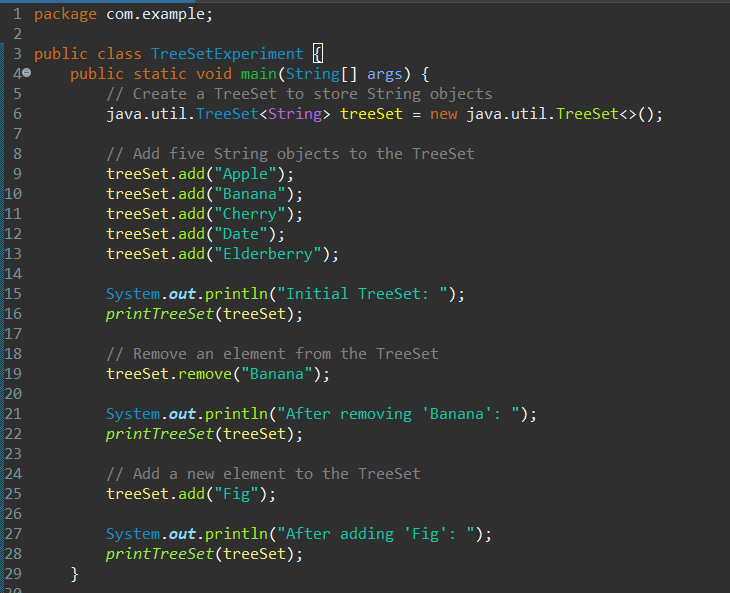 1 package com.example;
2
3 public class TreeSetExperiment {
4 public static void main(String[] args) {
5 // Create a TreeSet to store String objects
6 java.util.TreeSet<String> treeSet = new java.util.TreeSet<>();
7
8 // Add five String objects to the TreeSet
9 treeSet.add("Apple");
10 treeSet.add("Banana");
11 treeSet.add("Cherry");
12 treeSet.add("Date");
13 treeSet.add("Elderberry");
14
15 System.out.println("Initial TreeSet: ");
16 printTreeSet(treeSet);
17
18 // Remove an element from the TreeSet
19 treeSet.remove("Banana");
20
21 System.out.println("After removing 'Banana': ");
22 printTreeSet(treeSet);
23
24 // Add a new element to the TreeSet
25 treeSet.add("Fig");
26
27 System.out.println("After adding 'Fig': ");
28 printTreeSet(treeSet);
29 }